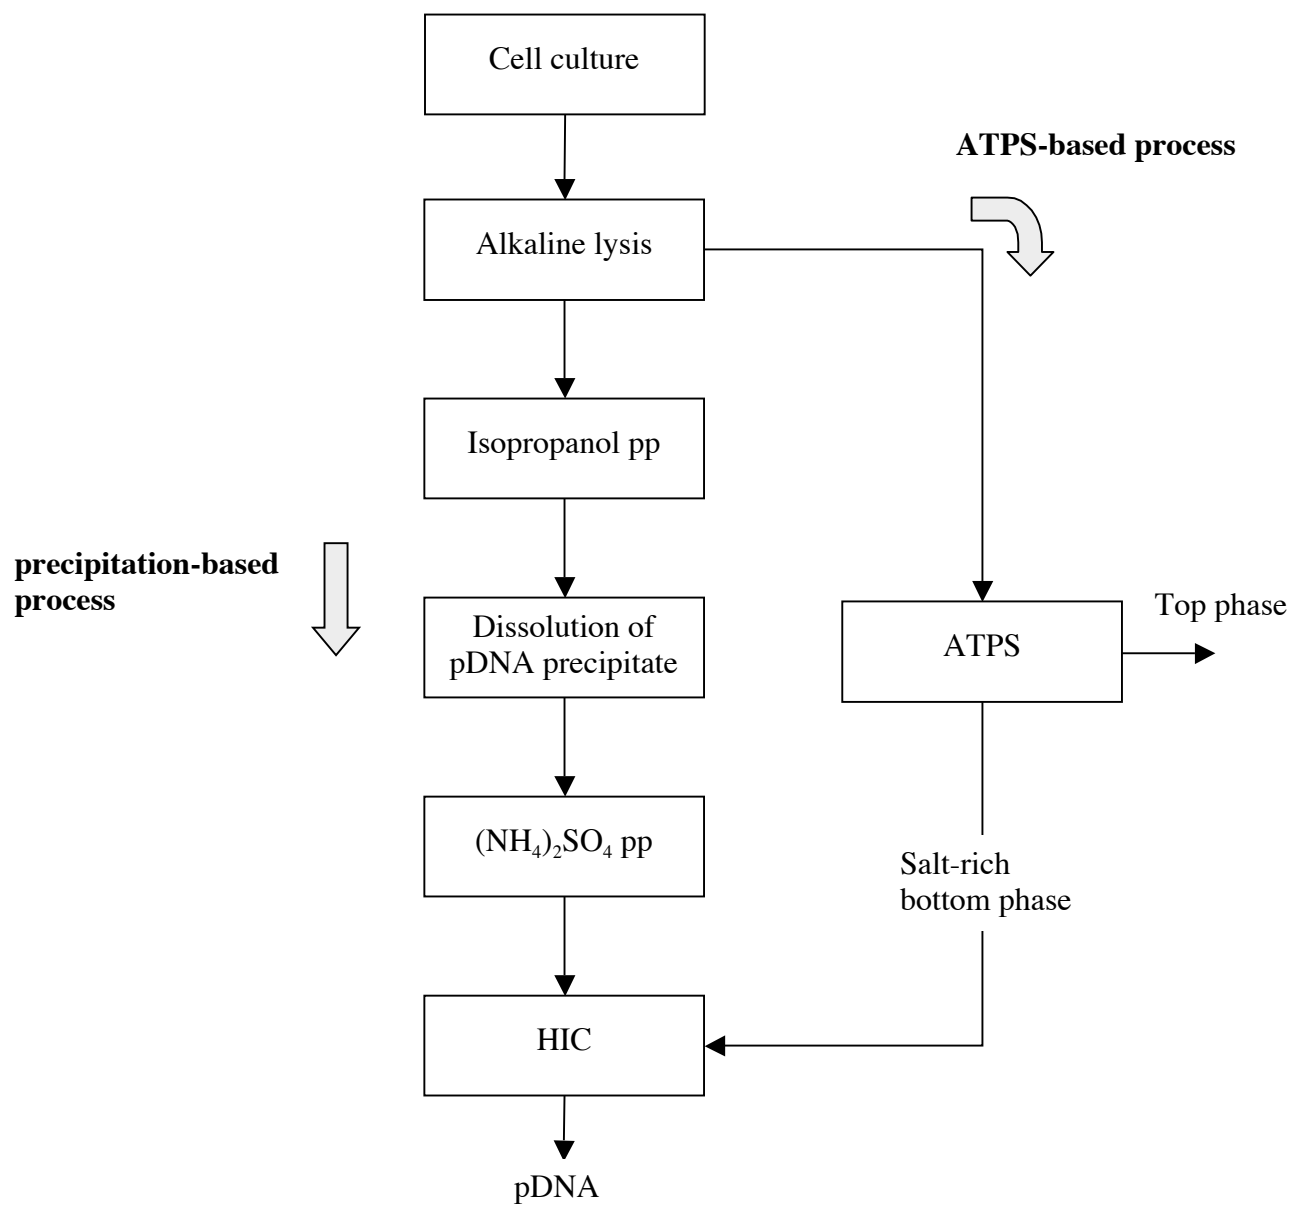 Cell culture
ATPS-based process
Alkaline lysis
Isopropanol pp
precipitation-based
process
Dissolution of
pDNA precipitate
Top phase
ATPS
(NH₄)₂SO₄ pp
Salt-rich
bottom phase
HIC
pDNA